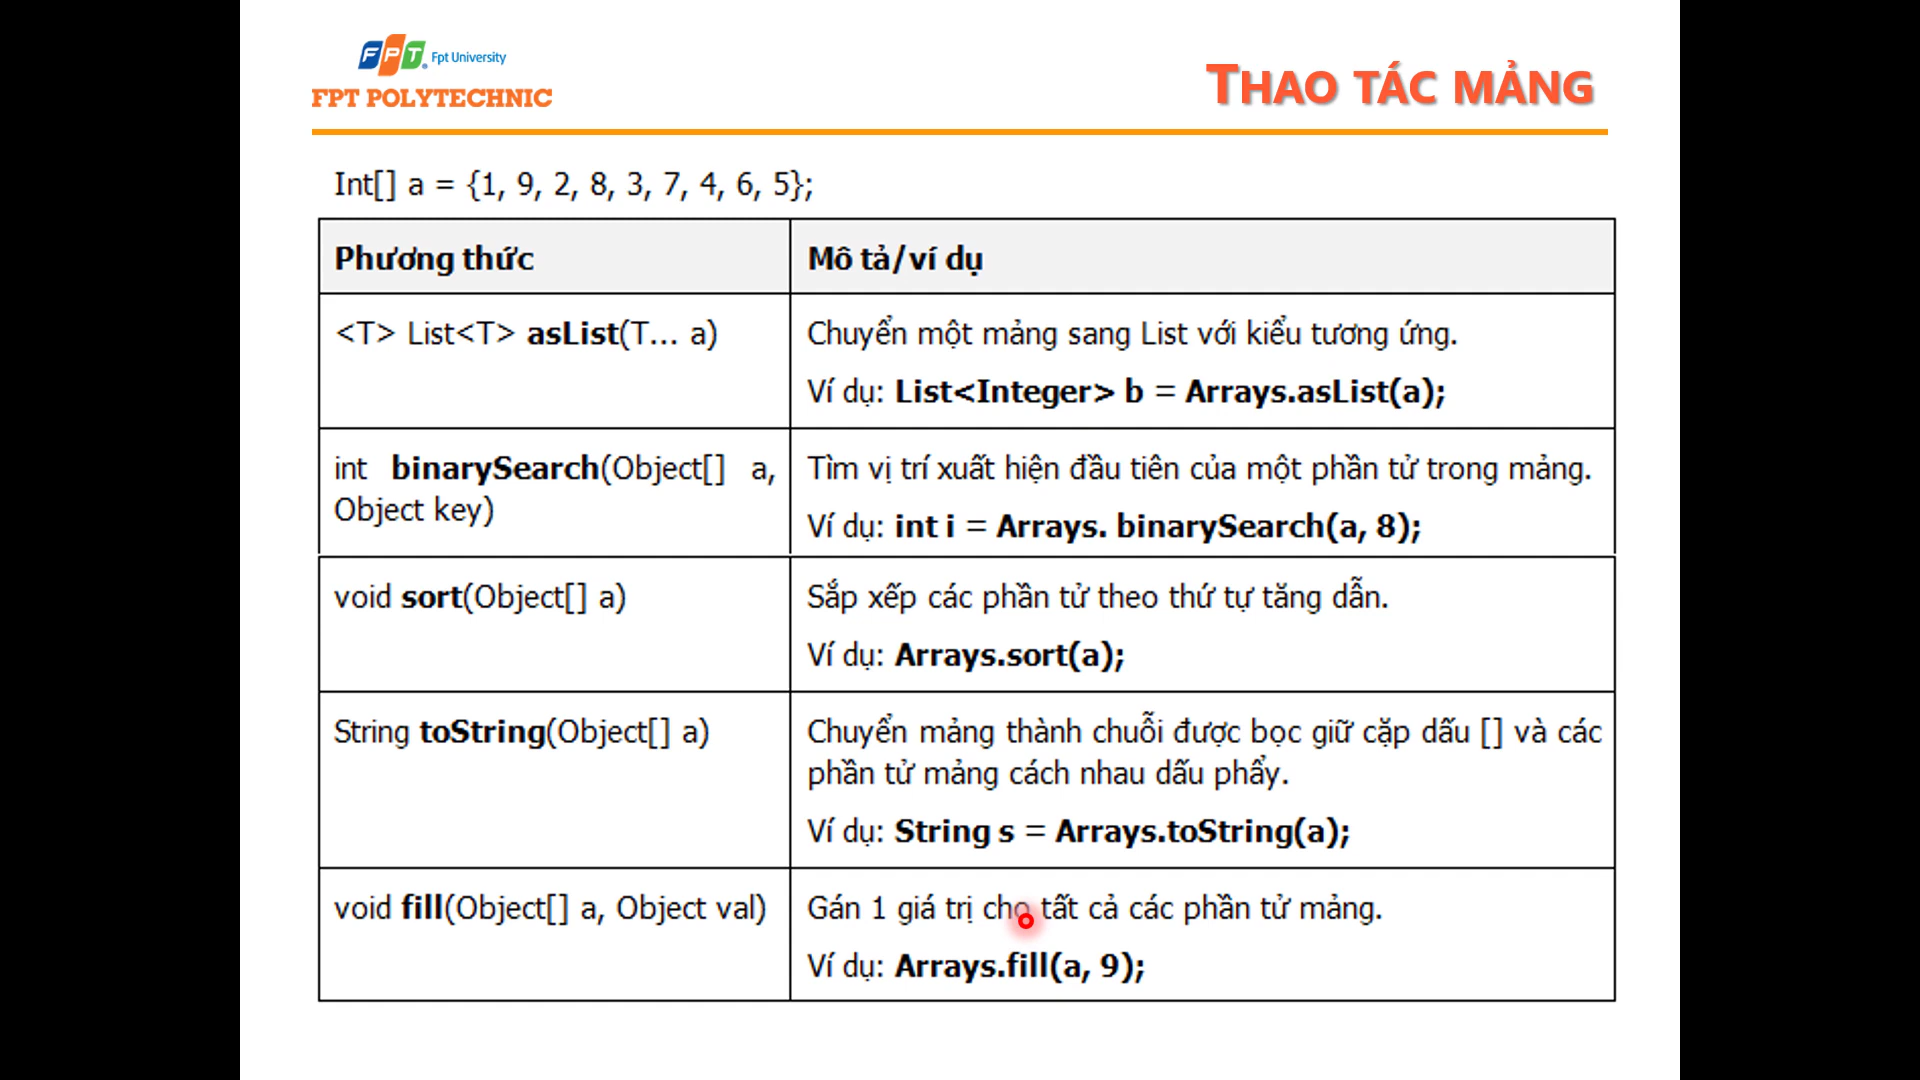 FPT Fpt University
FPT POLYTECHNIC
THAO TÁC MẢNG
Int[] a = {1, 9, 2, 8, 3, 7, 4, 6, 5};
Phương thức
Mô tả/ví dụ
<T> List<T> asList(T... a)
Chuyển một mảng sang List với kiểu tương ứng.
Ví dụ: List<Integer> b = Arrays.asList(a);
int binarySearch(Object[] a,
Object key)
Tìm vị trí xuất hiện đầu tiên của một phần tử trong mảng.
Ví dụ: int i = Arrays. binarySearch(a, 8);
void sort(Object[] a)
Sắp xếp các phần tử theo thứ tự tăng dẫn.
Ví dụ: Arrays.sort(a);
String toString(Object[] a)
Chuyển mảng thành chuỗi được bọc giữ cặp dấu [] và các
phần tử mảng cách nhau dấu phẩy.
Ví dụ: String s = Arrays.toString(a);
void fill(Object[] a, Object val)
Gán 1 giá trị cho tất cả các phần tử mảng.
Ví dụ: Arrays.fill(a, 9);